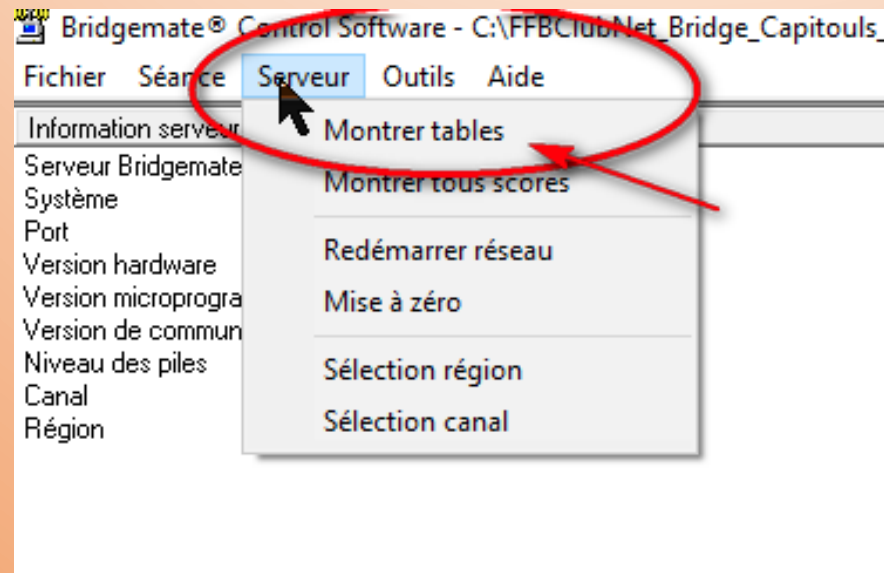 Bridgemate® Control Software - C:\FFBClubNet_Bridge_Capitouls_
Fichier Séance Serveur Outils Aide
Information serveur
Serveur Bridgemate
Système
Port
Version hardware
Version microprogra
Version de commun
Niveau des piles
Canal
Région
Montrer tables
Montrer tous scores
Redémarrer réseau
Mise à zéro
Sélection région
Sélection canal